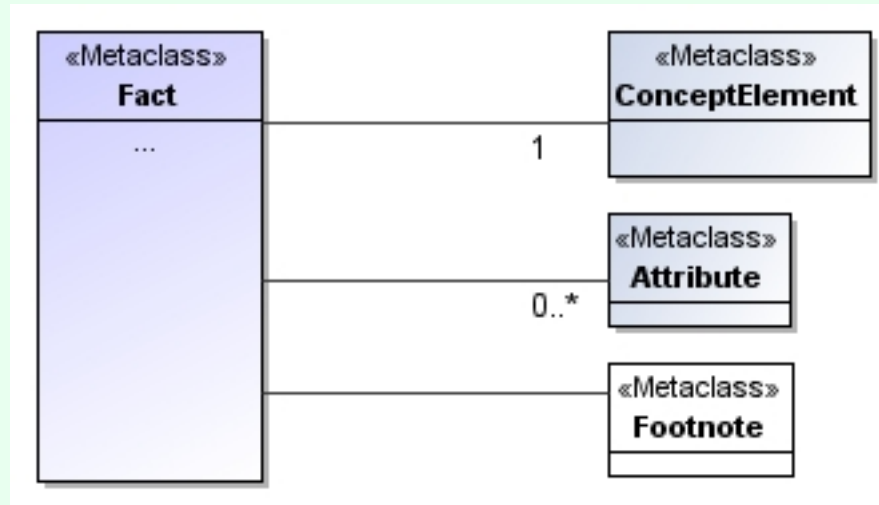 «Metaclass»
Fact
...
1
«Metaclass»
ConceptElement
0..*
«Metaclass»
Attribute
«Metaclass»
Footnote